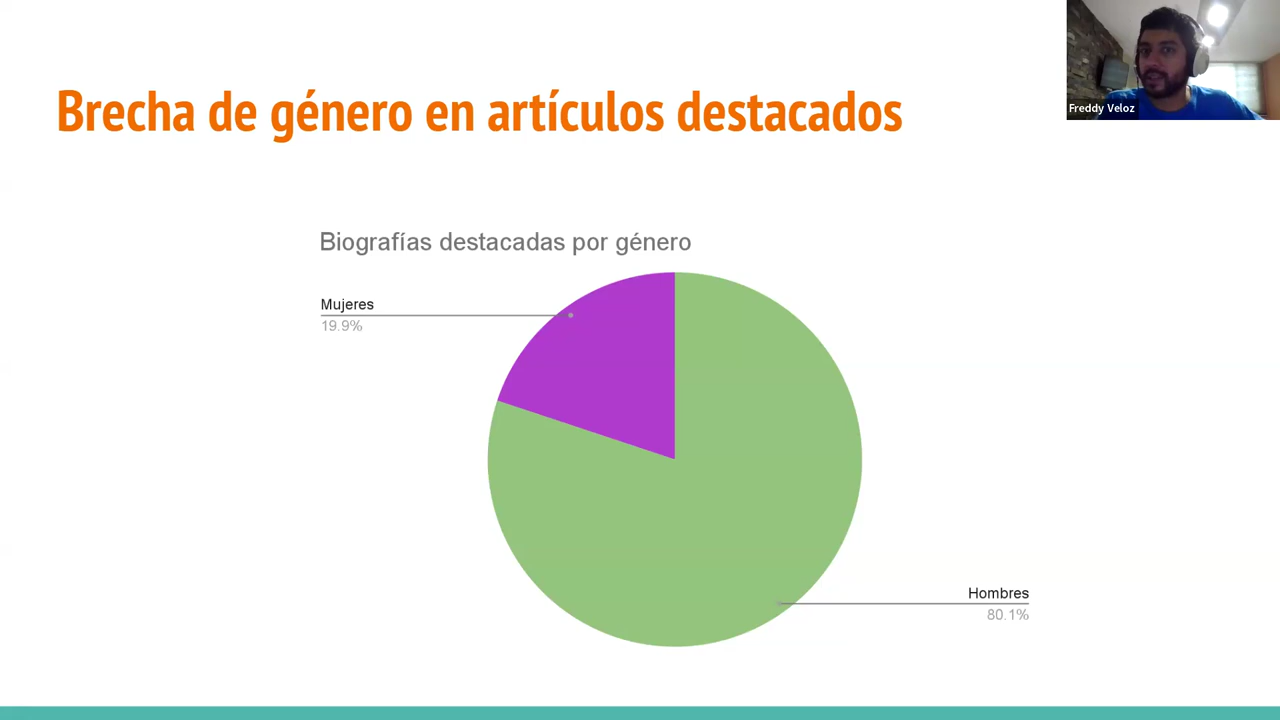 Freddy Veloz
Brecha de género en artículos destacados
Biografías destacadas por género
Mujeres
19.9%
Hombres
80.1%